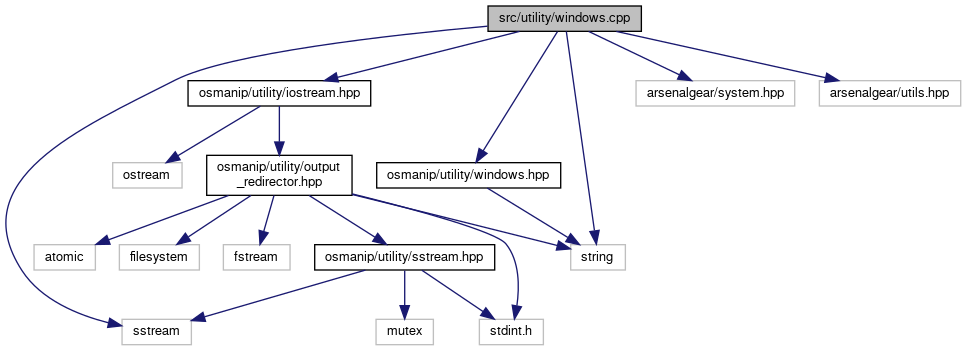 src/utility/windows.cpp
osmanip/utility/iostream.hpp
arsenalgear/system.hpp
arsenalgear/utils.hpp
ostream
osmanip/utility/output
_redirector.hpp
osmanip/utility/windows.hpp
atomic
filesystem
fstream
osmanip/utility/sstream.hpp
string
sstream
mutex
stdint.h